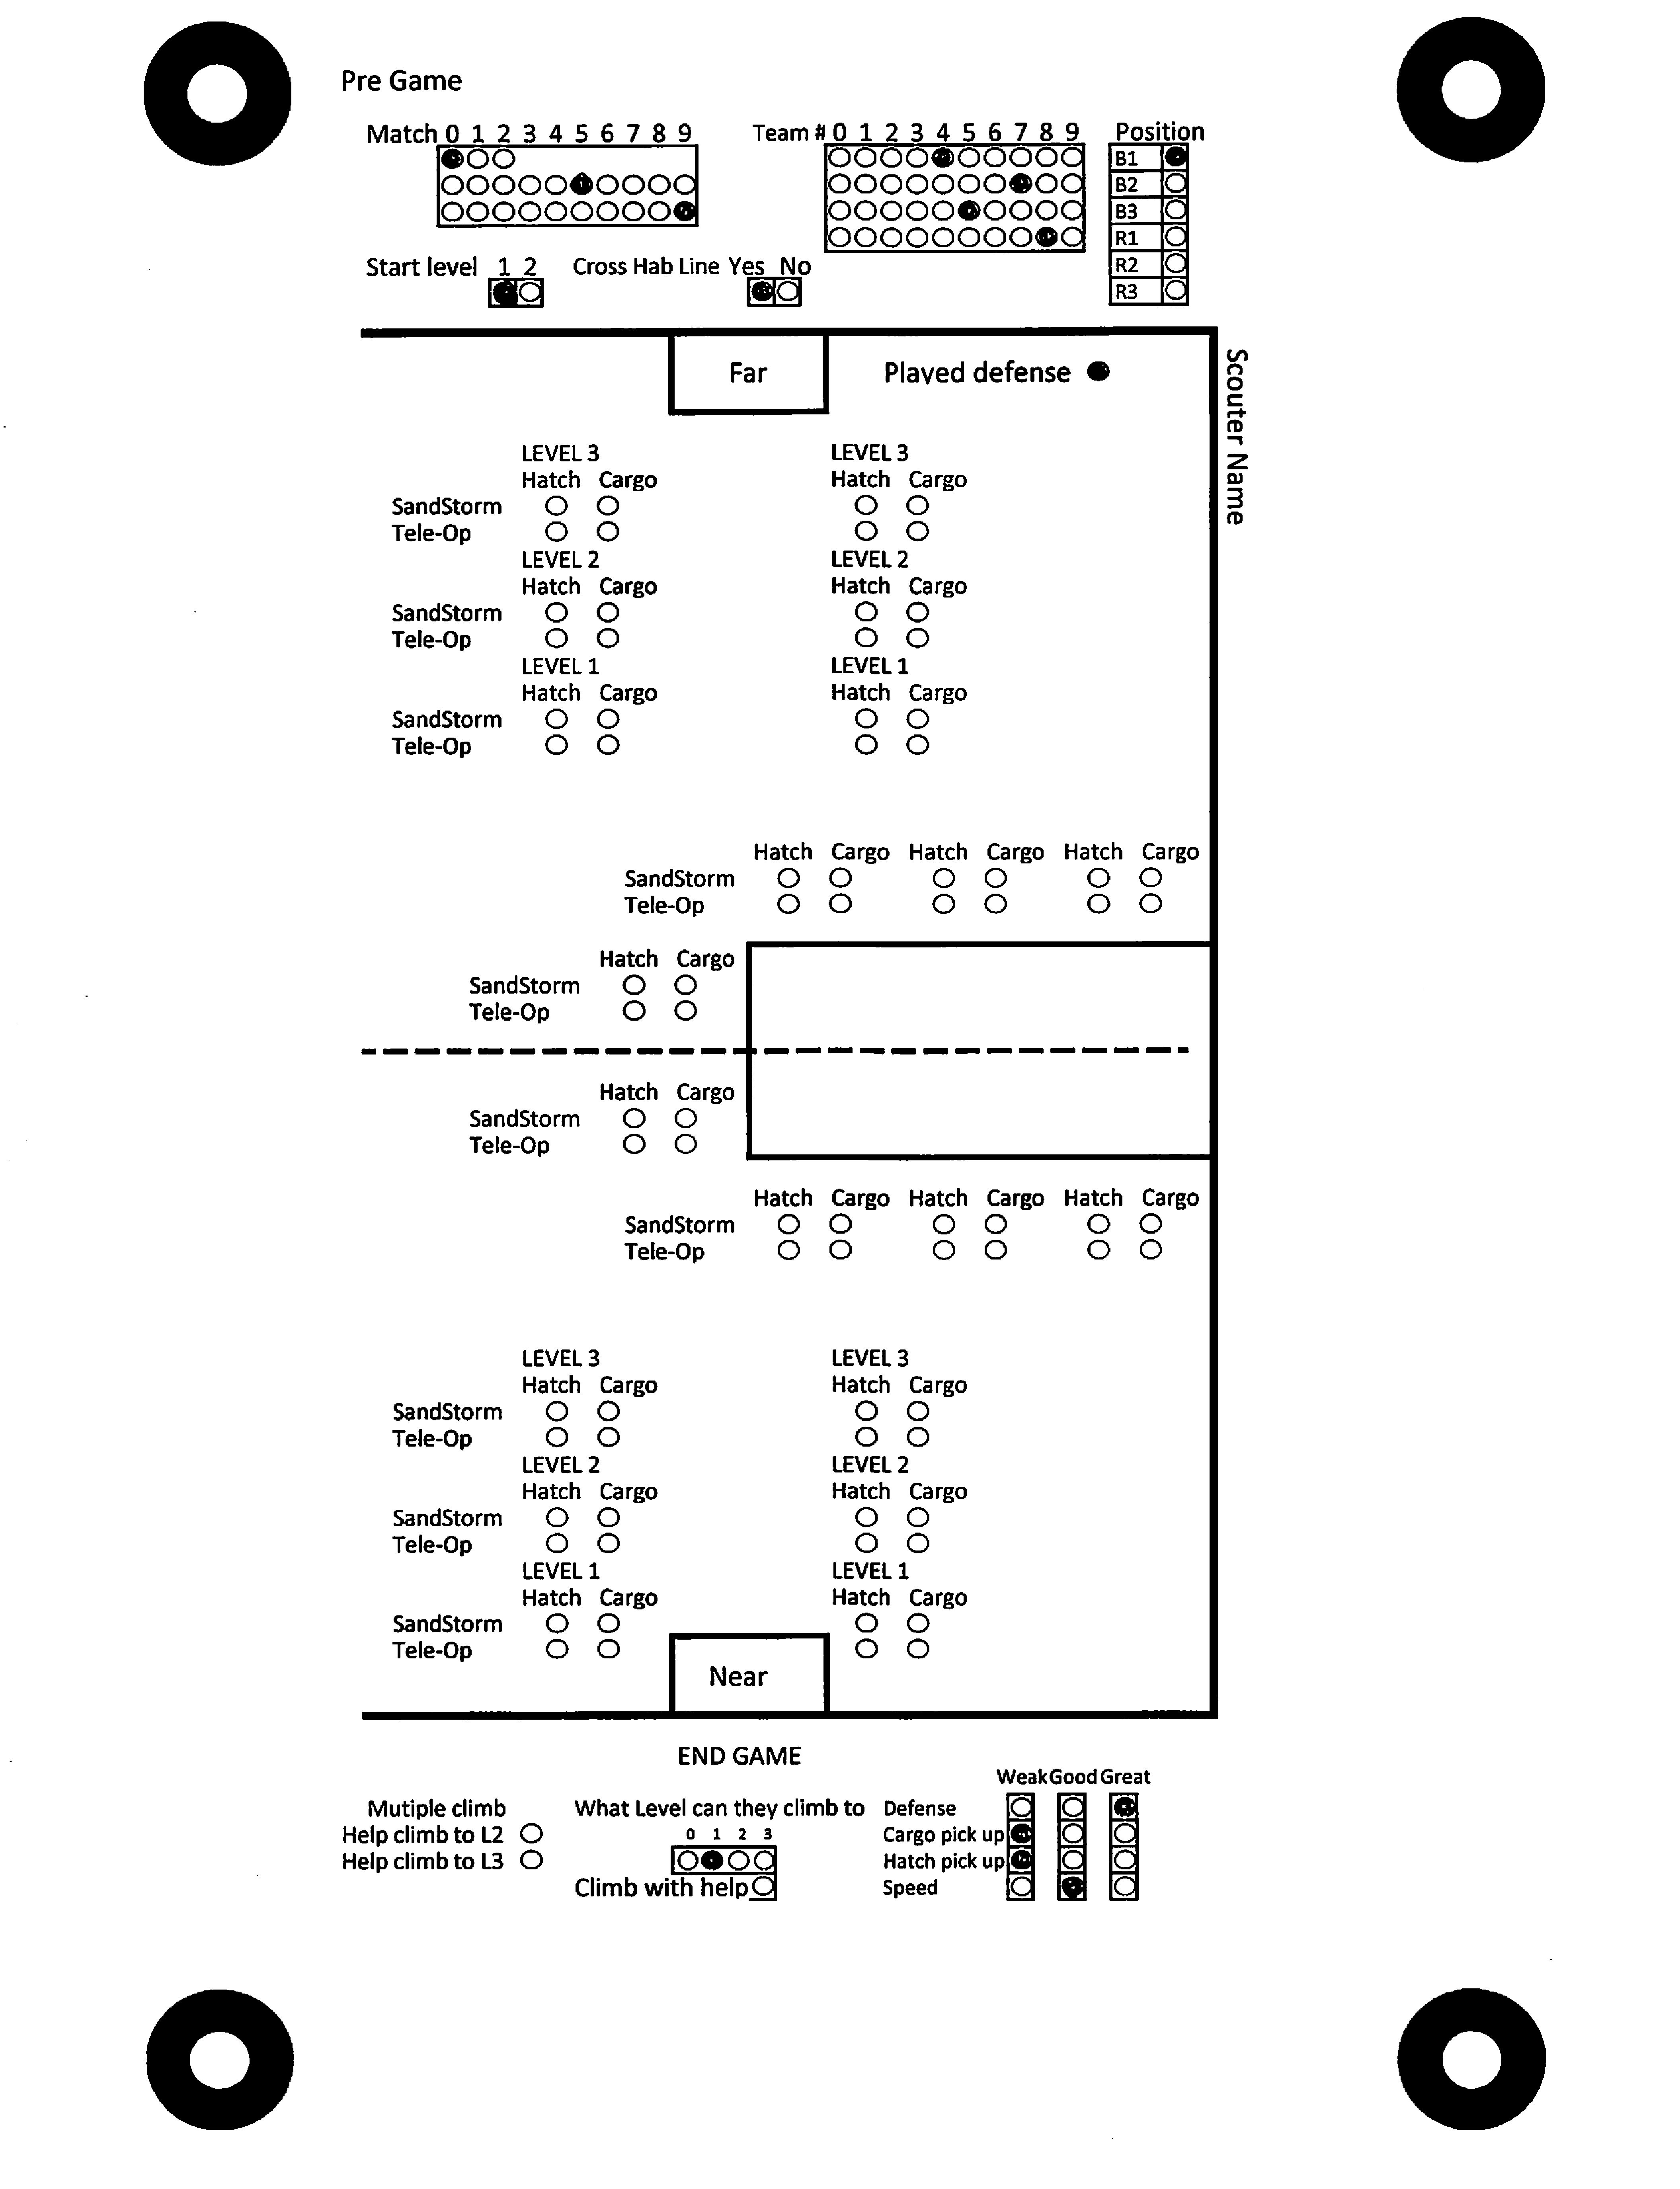 Pre Game
Match 0 1 2 3 4 5 6 7 8 9
Team # 0 1 2 3 4 5 6 7 8 9
Position
B1
B2
B3
R1
R2
R3
Start level 1 2
Cross Hab Line Yes No
Far
Played defense
Scouter Name
LEVEL 3 LEVEL 3
Hatch Cargo Hatch Cargo
SandStorm
Tele-Op
LEVEL 2 LEVEL 2
Hatch Cargo Hatch Cargo
SandStorm
Tele-Op
LEVEL 1 LEVEL 1
Hatch Cargo Hatch Cargo
SandStorm
Tele-Op
Hatch Cargo Hatch Cargo Hatch Cargo
SandStorm
Tele-Op
Hatch Cargo
SandStorm
Tele-Op
Hatch Cargo
SandStorm
Tele-Op
Hatch Cargo Hatch Cargo Hatch Cargo
SandStorm
Tele-Op
LEVEL 3 LEVEL 3
Hatch Cargo Hatch Cargo
SandStorm
Tele-Op
LEVEL 2 LEVEL 2
Hatch Cargo Hatch Cargo
SandStorm
Tele-Op
LEVEL 1 LEVEL 1
Hatch Cargo Hatch Cargo
SandStorm
Tele-Op
Near
END GAME
Mutiple climb
Help climb to L2
Help climb to L3
What Level can they climb to
0 1 2 3
Climb with help
Weak Good Great
Defense
Cargo pick up
Hatch pick up
Speed